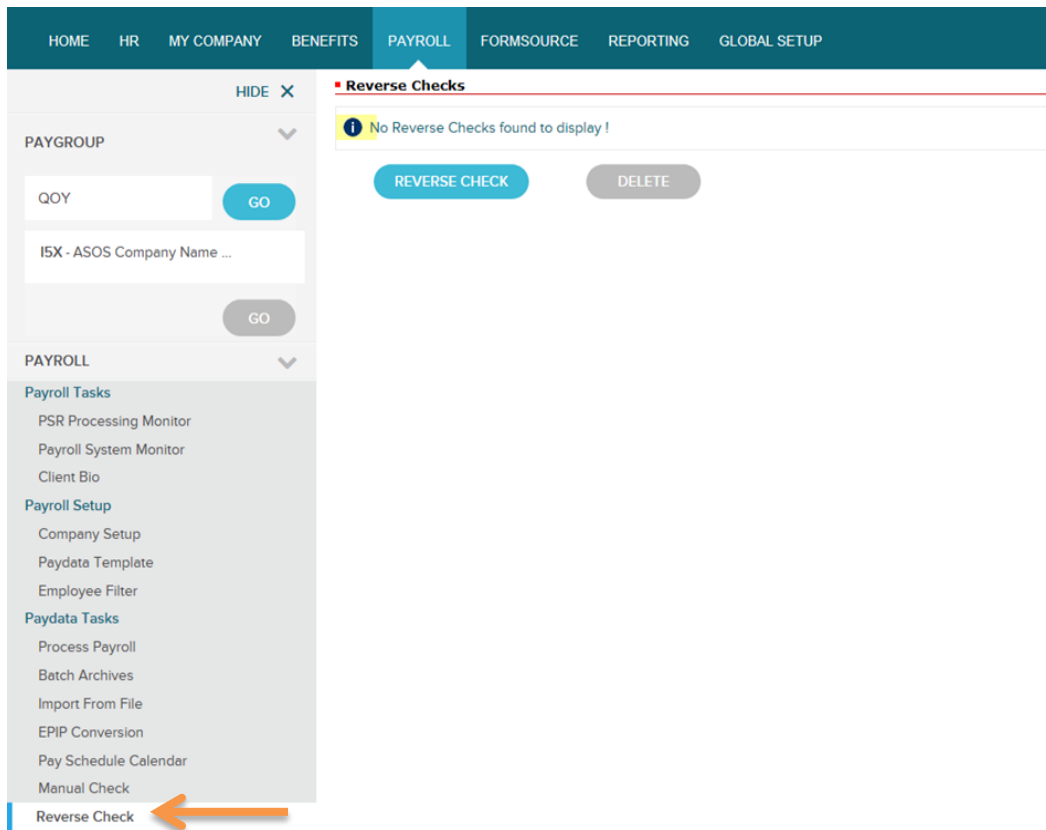 HOME HR MY COMPANY BENEFITS PAYROLL FORMSOURCE REPORTING GLOBAL SETUP
HIDE X
PAYGROUP
QOY GO
I5X - ASOS Company Name ...
GO
PAYROLL
Payroll Tasks
PSR Processing Monitor
Payroll System Monitor
Client Bio
Payroll Setup
Company Setup
Paydata Template
Employee Filter
Paydata Tasks
Process Payroll
Batch Archives
Import From File
EPIP Conversion
Pay Schedule Calendar
Manual Check
Reverse Check
Reverse Checks
i No Reverse Checks found to display !
REVERSE CHECK DELETE